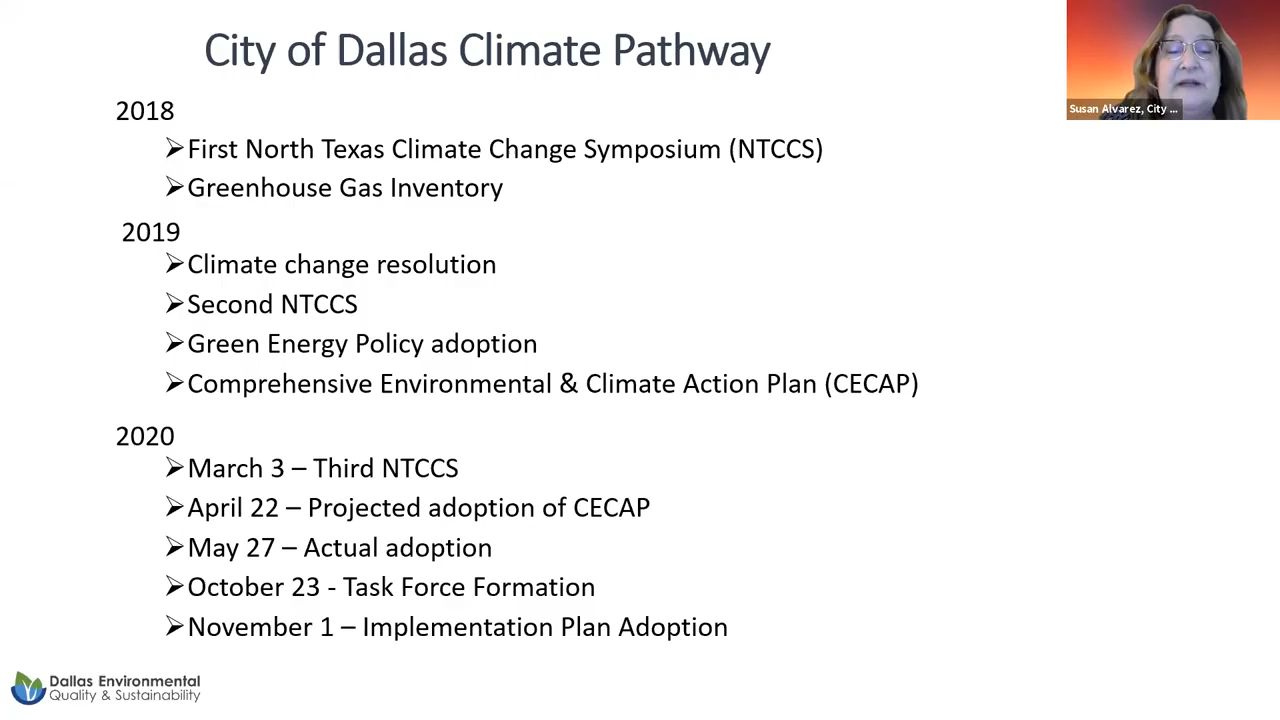 City of Dallas Climate Pathway
Susan Alvarez, City ...
2018
➢First North Texas Climate Change Symposium (NTCCS)
➢Greenhouse Gas Inventory
2019
➢Climate change resolution
➢Second NTCCS
➢Green Energy Policy adoption
➢Comprehensive Environmental & Climate Action Plan (CECAP)
2020
➢March 3 – Third NTCCS
➢April 22 – Projected adoption of CECAP
➢May 27 – Actual adoption
➢October 23 - Task Force Formation
➢November 1 – Implementation Plan Adoption
Dallas Environmental
Quality & Sustainability